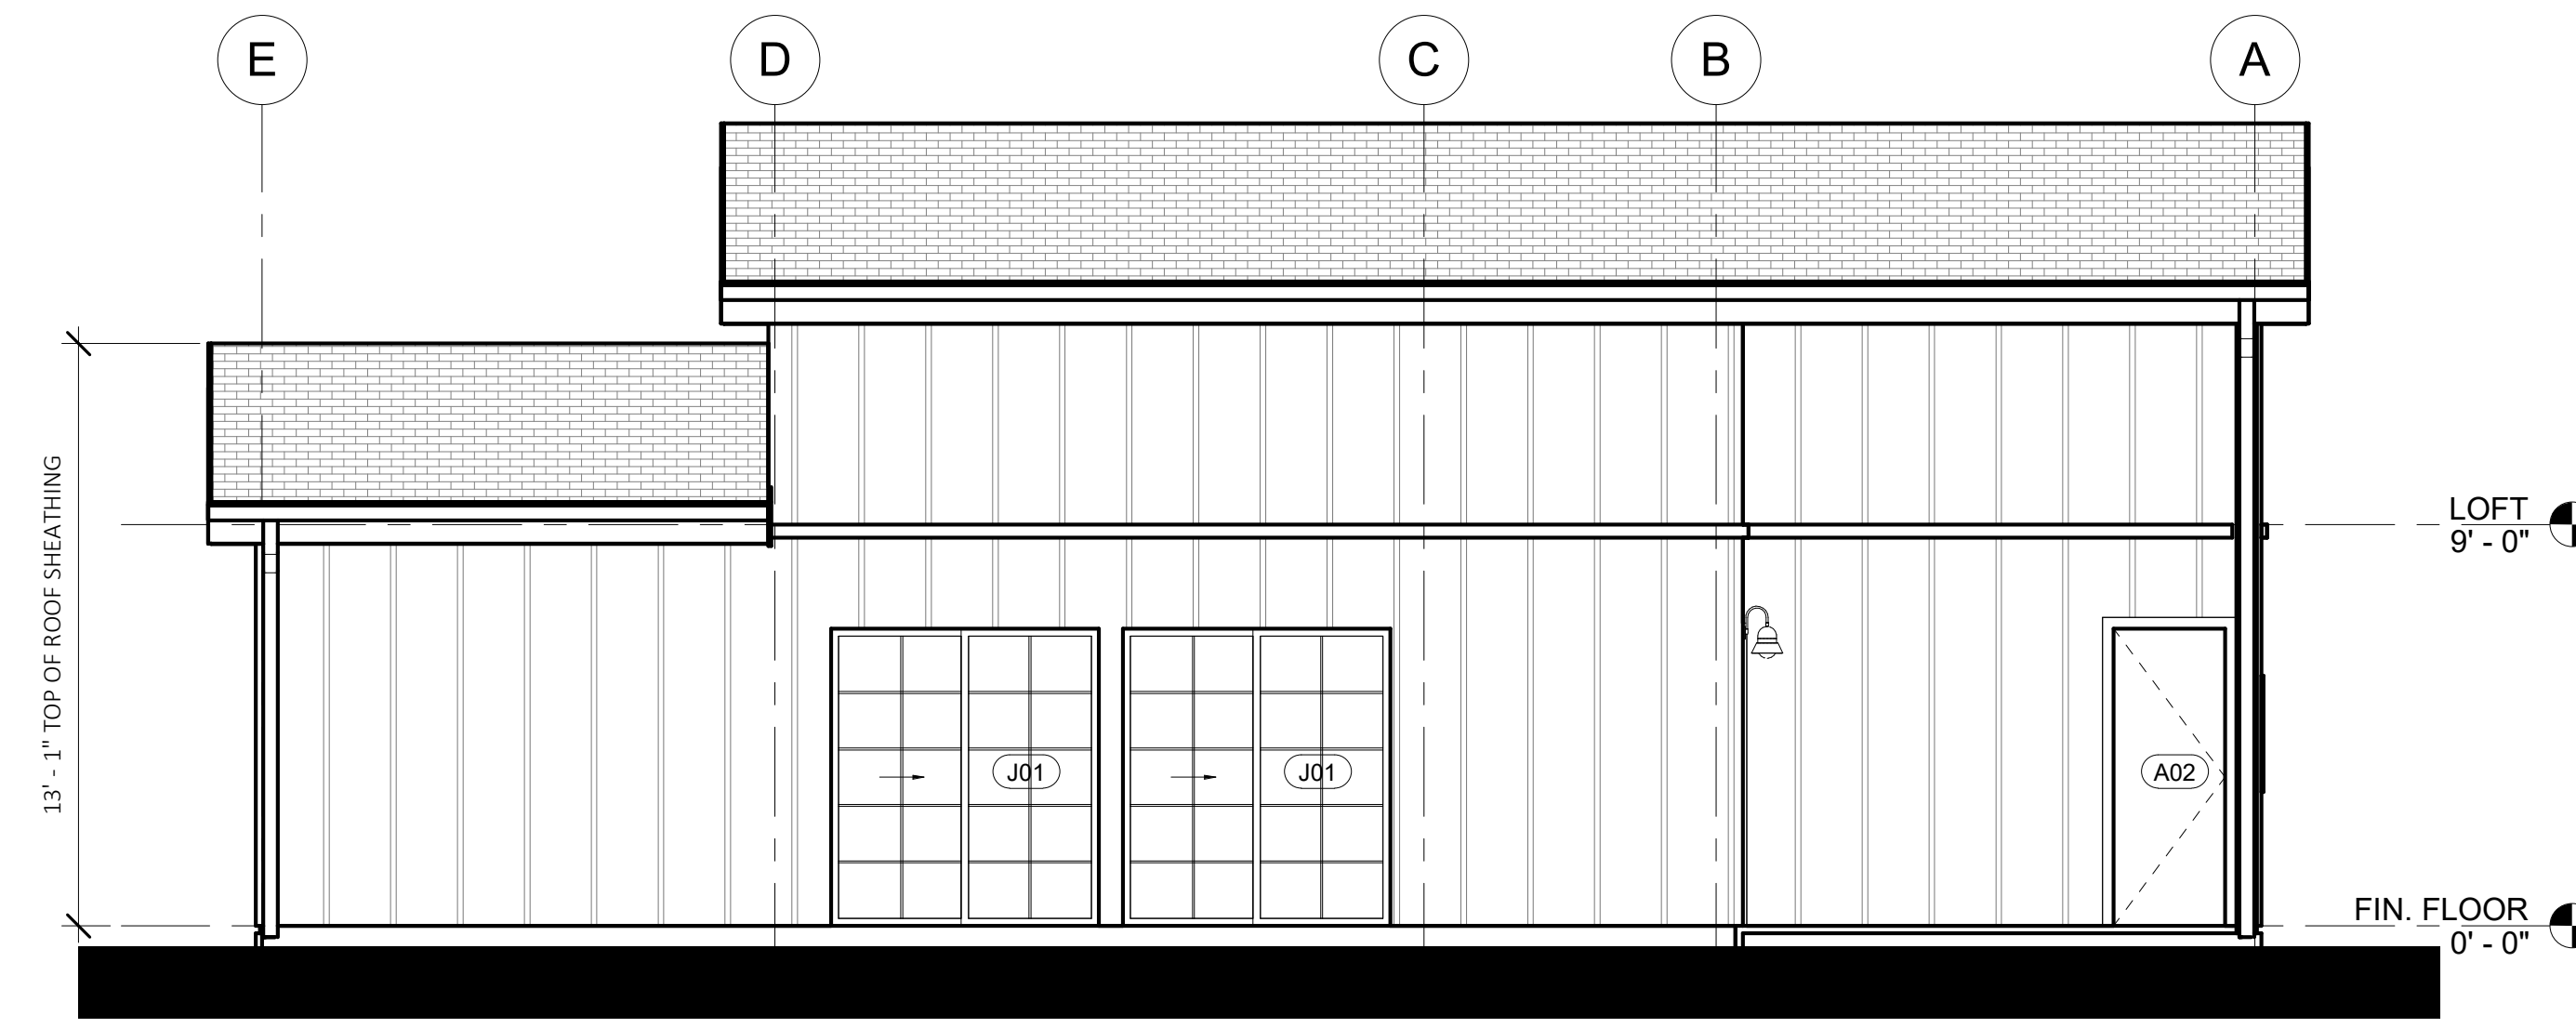 E
D
C
B
A
13' - 1" TOP OF ROOF SHEATHING
LOFT
9' - 0"
J01
J01
A02
FIN. FLOOR
0' - 0"